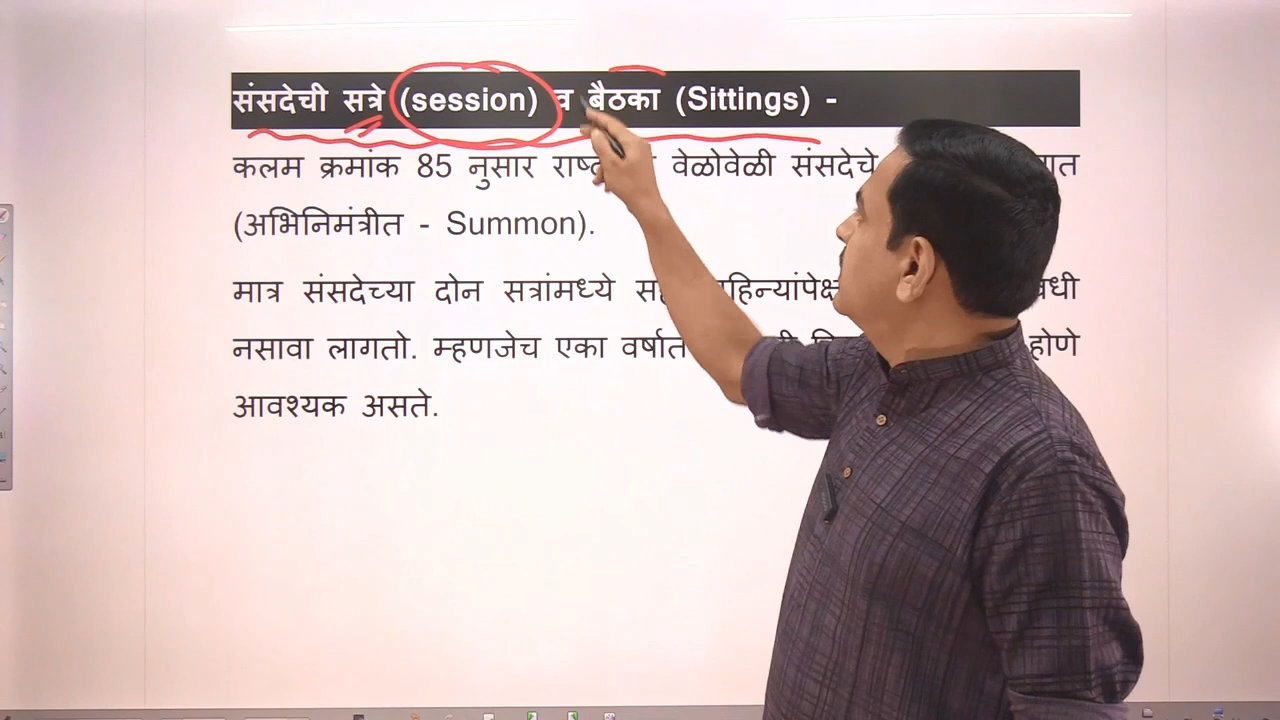 संसदेची सत्रे (session) व बैठका (Sittings) -
कलम क्रमांक 85 नुसार वेळोवेळी संसदेचे
(अभिनिमंत्रीत - Summon).
मात्र संसदेच्या दोन सत्रांमध्ये
नसावा लागतो. म्हणजेच एका वर्षात होणे
आवश्यक असते.